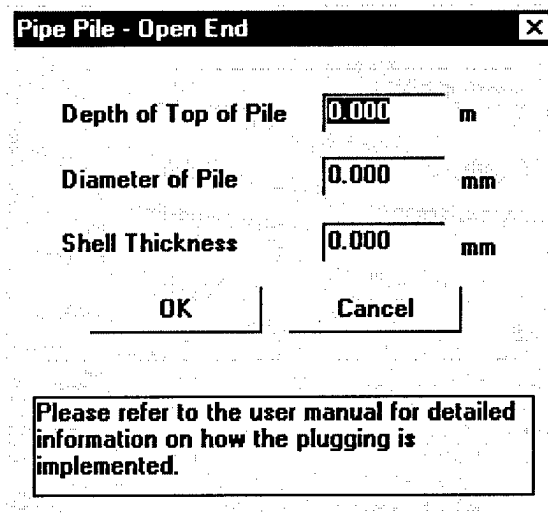 Pipe Pile - Open End
Depth of Top of Pile 0.000 m
Diameter of Pile 0.000 mm
Shell Thickness 0.000 mm
OK Cancel
Please refer to the user manual for detailed
information on how the plugging is
implemented.